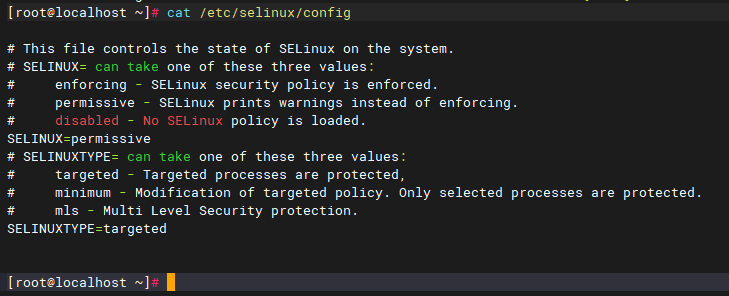 [root@localhost ~]# cat /etc/selinux/config
# This file controls the state of SELinux on the system.
# SELINUX= can take one of these three values:
#     enforcing - SELinux security policy is enforced.
#     permissive - SELinux prints warnings instead of enforcing.
#     disabled - No SELinux policy is loaded.
SELINUX=permissive
# SELINUXTYPE= can take one of these three values:
#     targeted - Targeted processes are protected,
#     minimum - Modification of targeted policy. Only selected processes are protected.
#     mls - Multi Level Security protection.
SELINUXTYPE=targeted
[root@localhost ~]#